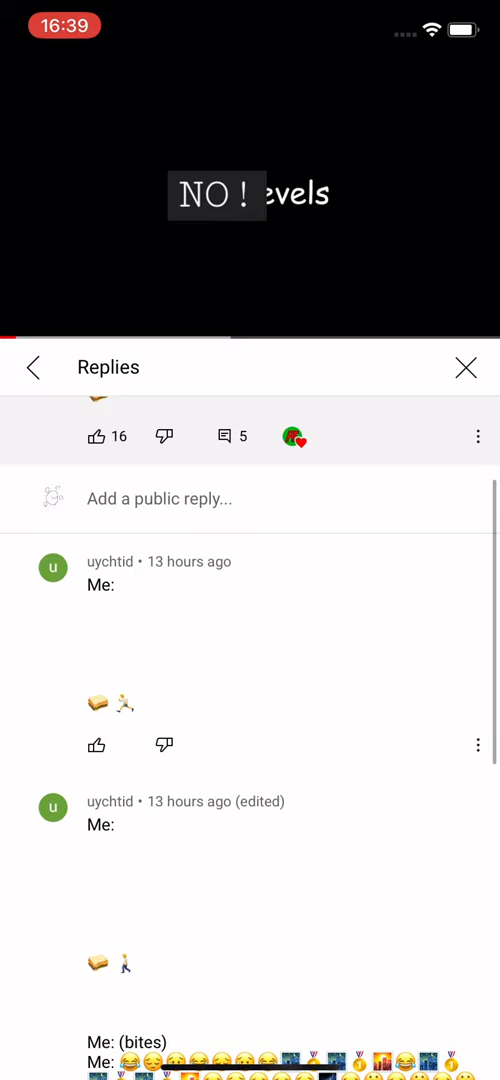 16:39
NO! evels
Replies
16
5
Add a public reply...
u
uychtid • 13 hours ago
Me:
🥪 🏃
u
uychtid • 13 hours ago (edited)
Me:
🥪 🚶
Me: (bites)
Me: